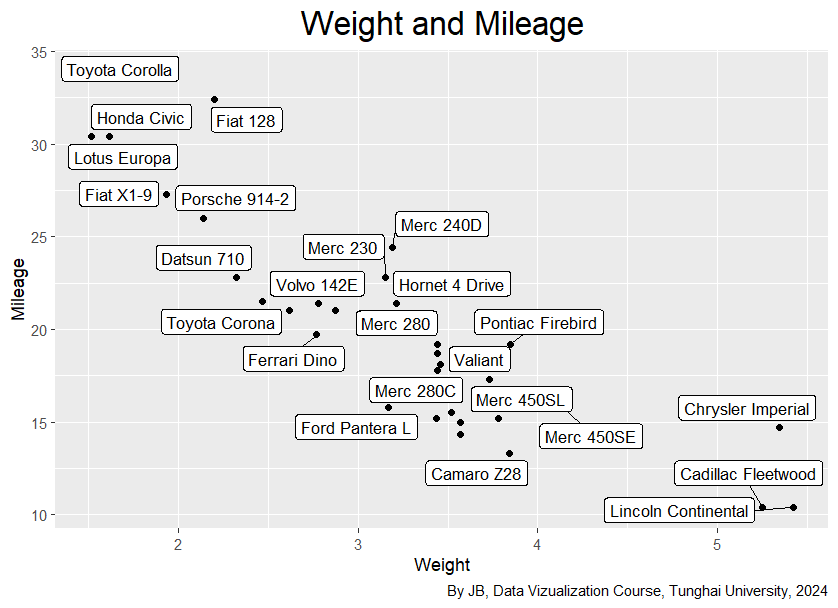 Weight and Mileage
35
Toyota Corolla
Honda Civic
Fiat 128
30
Lotus Europa
Fiat X1-9
Porsche 914-2
Merc 240D
25
Merc 230
Datsun 710
Volvo 142E
Hornet 4 Drive
Mileage
Toyota Corona
Merc 280
Pontiac Firebird
20
Ferrari Dino
Valiant
Merc 280C
Merc 450SL
Chrysler Imperial
15
Ford Pantera L
Merc 450SE
Camaro Z28
Cadillac Fleetwood
Lincoln Continental
10
2
3
4
5
Weight
By JB, Data Vizualization Course, Tunghai University, 2024